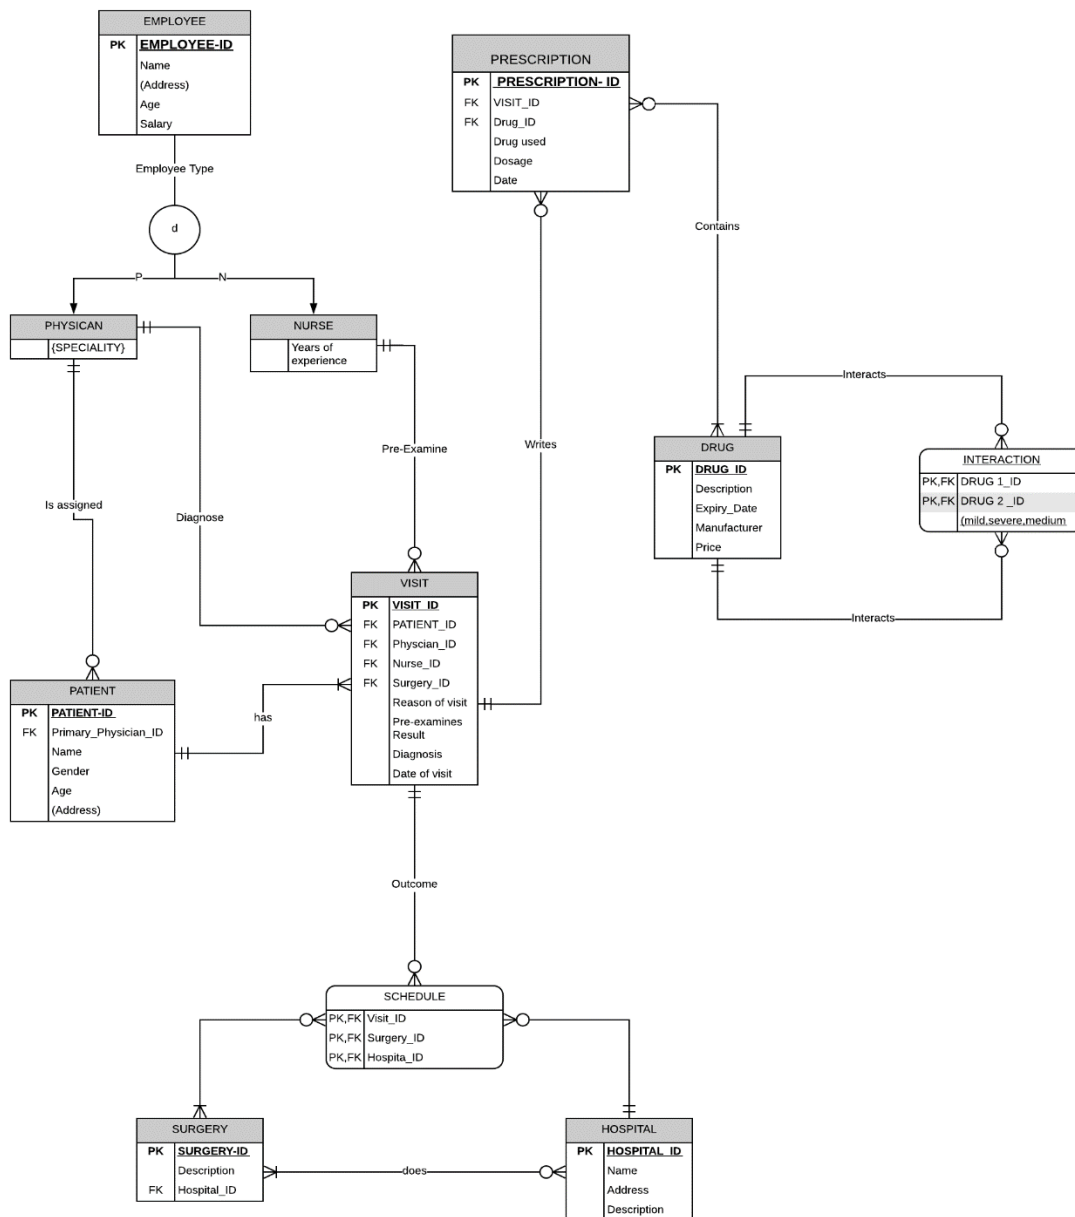 EMPLOYEE
PK EMPLOYEE-ID
Name
(Address)
Age
Salary
Employee Type
d
P
N
PHYSICAN
{SPECIALITY}
NURSE
Years of
experience
PRESCRIPTION
PK PRESCRIPTION- ID
FK VISIT_ID
FK Drug_ID
Drug used
Dosage
Date
Contains
Writes
Pre-Examine
Is assigned
Diagnose
Interacts
DRUG
PK DRUG_ID
Description
Expiry_Date
Manufacturer
Price
INTERACTION
PK,FK DRUG 1_ID
PK,FK DRUG 2 _ID
(mild,severe,medium
Interacts
VISIT
PK VISIT_ID
FK PATIENT_ID
FK Physcian_ID
FK Nurse_ID
FK Surgery_ID
Reason of visit
Pre-examines
Result
Diagnosis
Date of visit
PATIENT
PK PATIENT-ID
FK Primary_Physician_ID
Name
Gender
Age
(Address)
has
Outcome
SCHEDULE
PK,FK Visit_ID
PK,FK Surgery_ID
PK,FK Hospita_ID
SURGERY
PK SURGERY-ID
Description
FK Hospital_ID
does
HOSPITAL
PK HOSPITAL_ID
Name
Address
Description